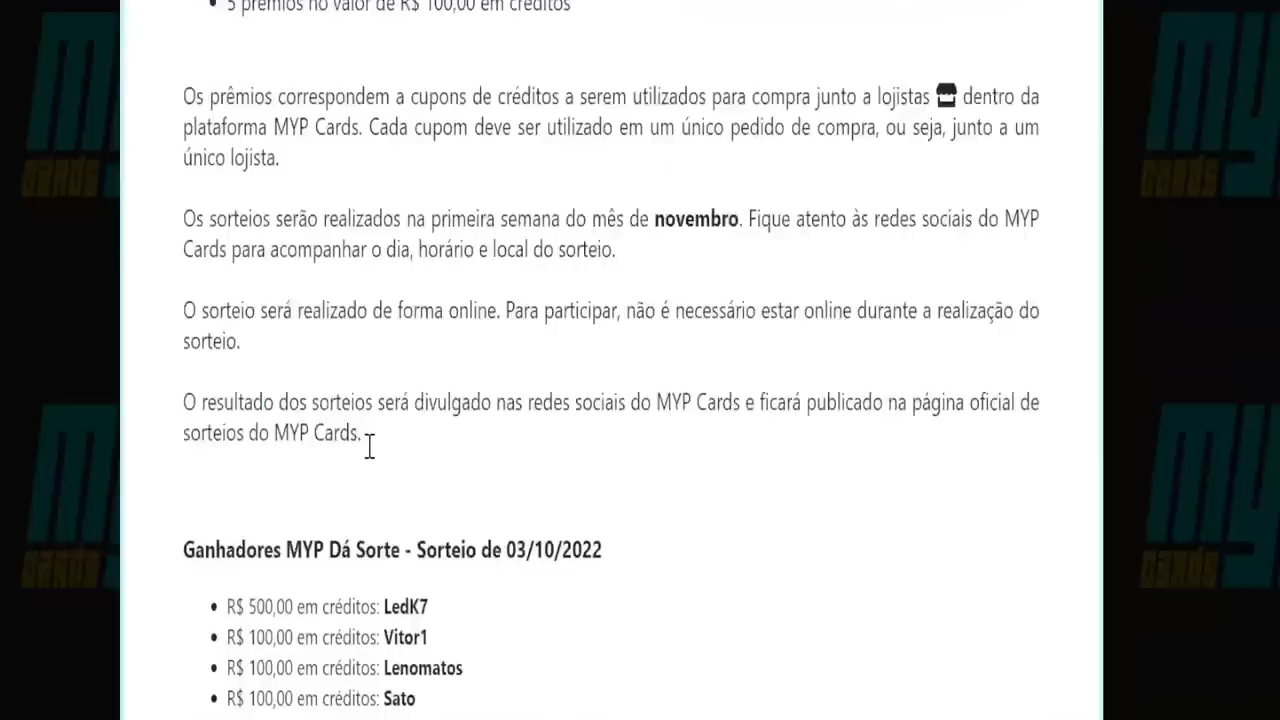 5 prêmios no valor de R$ 100,00 em créditos
Os prêmios correspondem a cupons de créditos a serem utilizados para compra junto a lojistas dentro da
plataforma MYP Cards. Cada cupom deve ser utilizado em um único pedido de compra, ou seja, junto a um
único lojista.
Os sorteios serão realizados na primeira semana do mês de novembro. Fique atento às redes sociais do MYP
Cards para acompanhar o dia, horário e local do sorteio.
O sorteio será realizado de forma online. Para participar, não é necessário estar online durante a realização do
sorteio.
O resultado dos sorteios será divulgado nas redes sociais do MYP Cards e ficará publicado na página oficial de
sorteios do MYP Cards.
Ganhadores MYP Dá Sorte - Sorteio de 03/10/2022
R$ 500,00 em créditos: LedK7
R$ 100,00 em créditos: Vitor1
R$ 100,00 em créditos: Lenomatos
R$ 100,00 em créditos: Sato